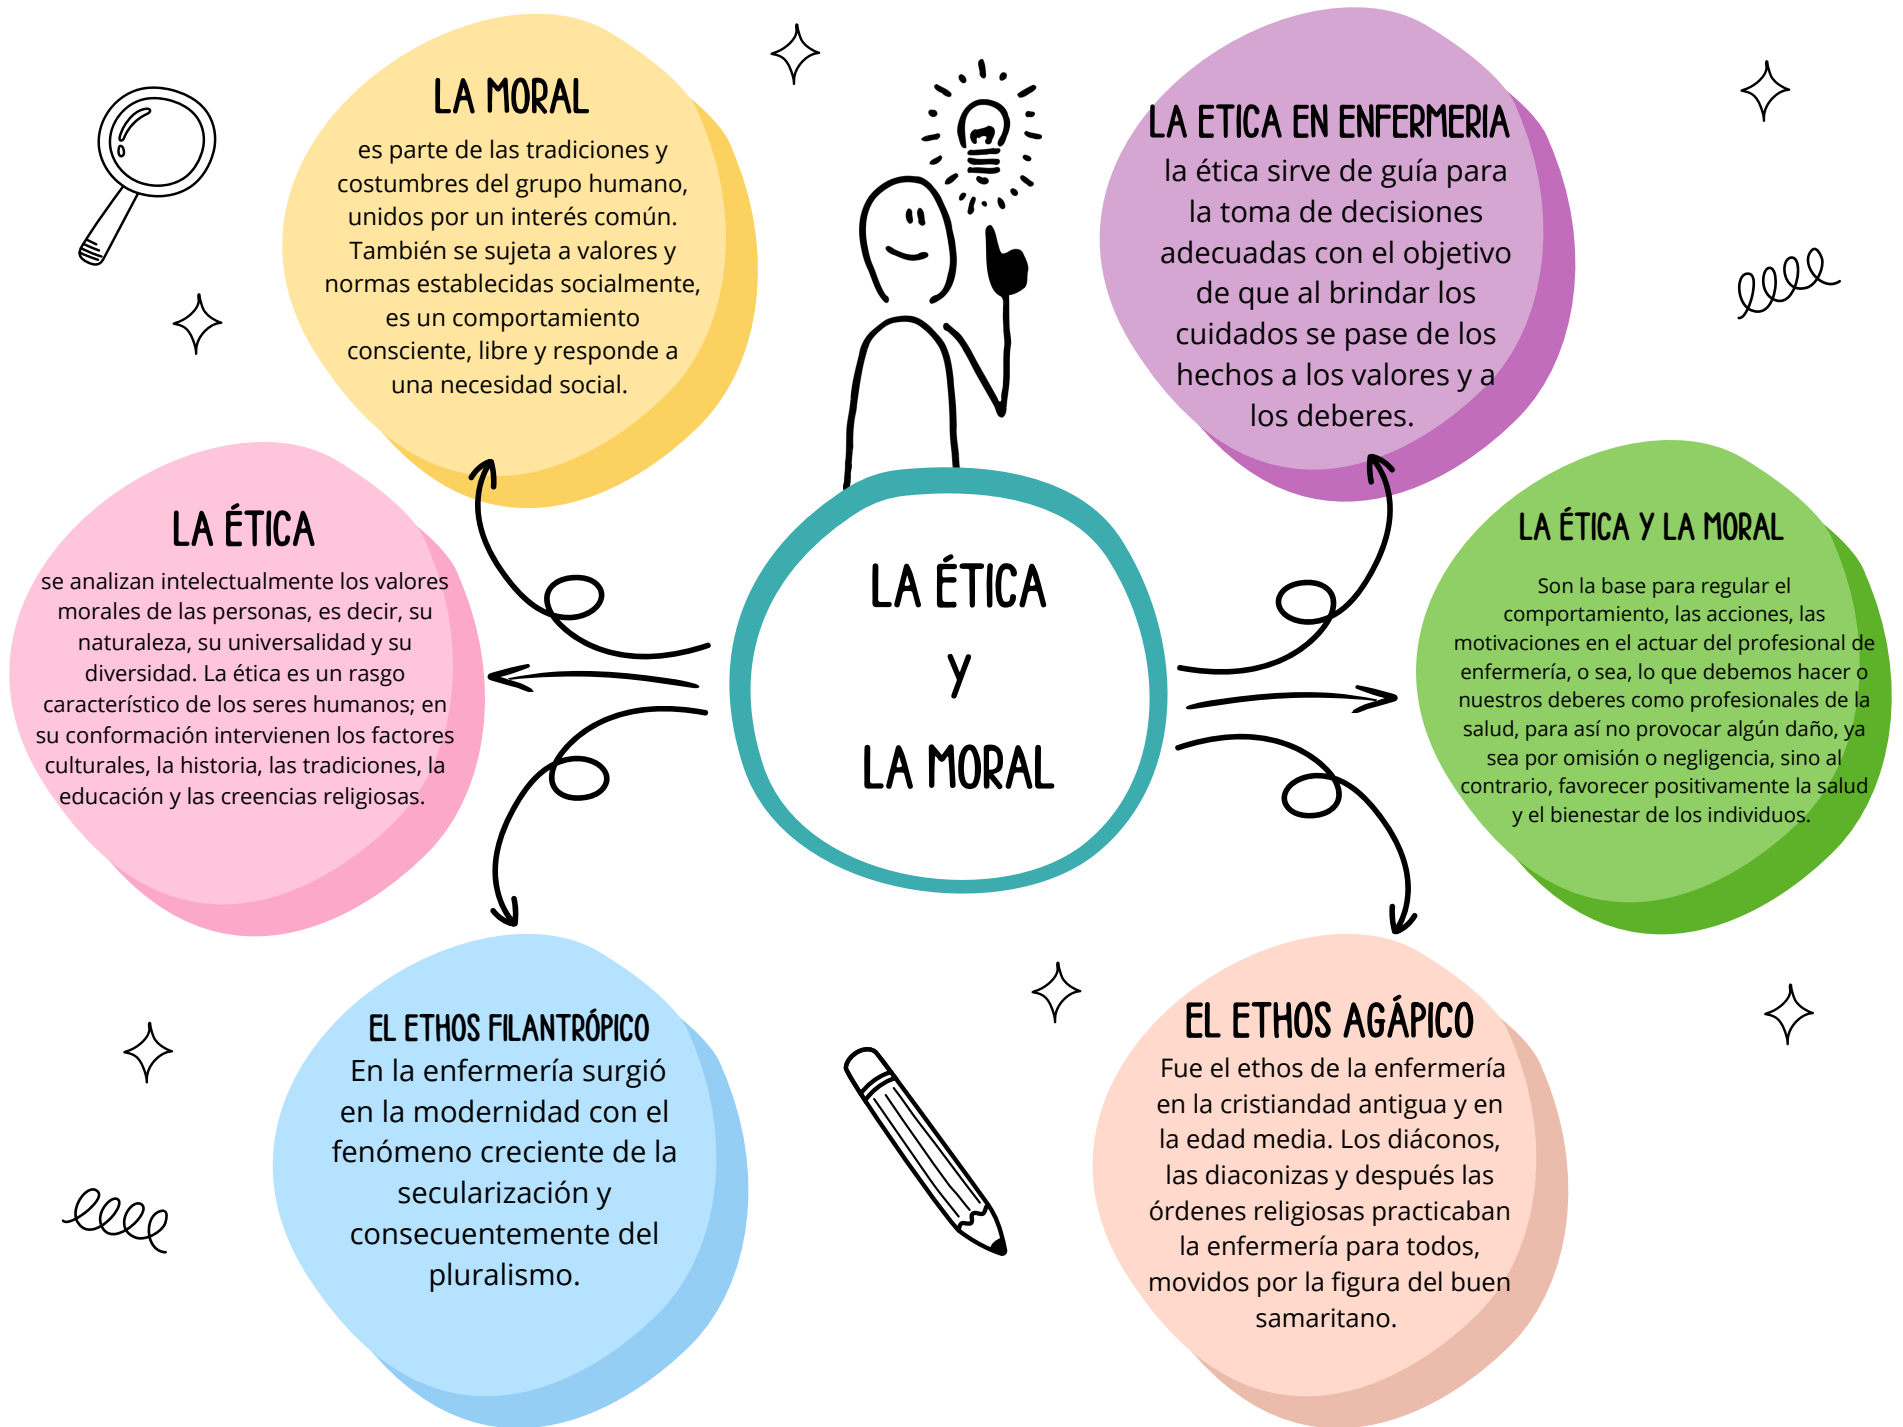 LA MORAL
es parte de las tradiciones y
costumbres del grupo humano,
unidos por un interés común.
También se sujeta a valores y
normas establecidas socialmente,
es un comportamiento
consciente, libre y responde a
una necesidad social.
LA ETICA EN ENFERMERIA
la ética sirve de guía para
la toma de decisiones
adecuadas con el objetivo
de que al brindar los
cuidados se pase de los
hechos a los valores y a
los deberes.
LA ÉTICA
se analizan intelectualmente los valores
morales de las personas, es decir, su
naturaleza, su universalidad y su
diversidad. La ética es un rasgo
característico de los seres humanos; en
su conformación intervienen los factores
culturales, la historia, las tradiciones, la
educación y las creencias religiosas.
LA ÉTICA
Y
LA MORAL
LA ÉTICA Y LA MORAL
Son la base para regular el
comportamiento, las acciones, las
motivaciones en el actuar del profesional de
enfermería, o sea, lo que debemos hacer o
nuestros deberes como profesionales de la
salud, para así no provocar algún daño, ya
sea por omisión o negligencia, sino al
contrario, favorecer positivamente la salud
y el bienestar de los individuos.
EL ETHOS FILANTRÓPICO
En la enfermería surgió
en la modernidad con el
fenómeno creciente de la
secularización y
consecuentemente del
pluralismo.
EL ETHOS AGÁPICO
Fue el ethos de la enfermería
en la cristiandad antigua y en
la edad media. Los diáconos,
las diaconizas y después las
órdenes religiosas practicaban
la enfermería para todos,
movidos por la figura del buen
samaritano.